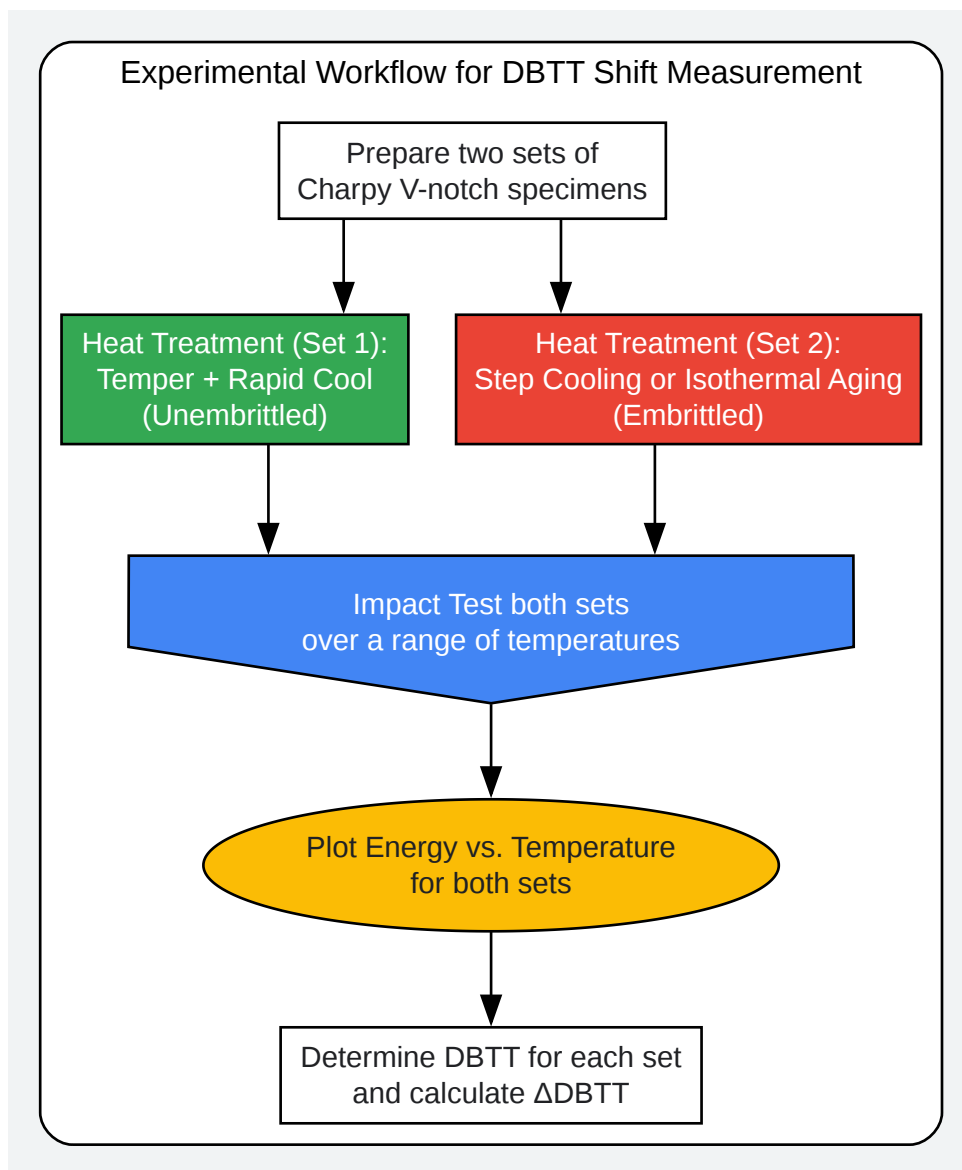 Experimental Workflow for DBTT Shift Measurement
Prepare two sets of
Charpy V-notch specimens
Heat Treatment (Set 1):
Temper + Rapid Cool
(Unembrittled)
Heat Treatment (Set 2):
Step Cooling or Isothermal Aging
(Embrittled)
Impact Test both sets
over a range of temperatures
Plot Energy vs. Temperature
for both sets
Determine DBTT for each set
and calculate ΔDBTT